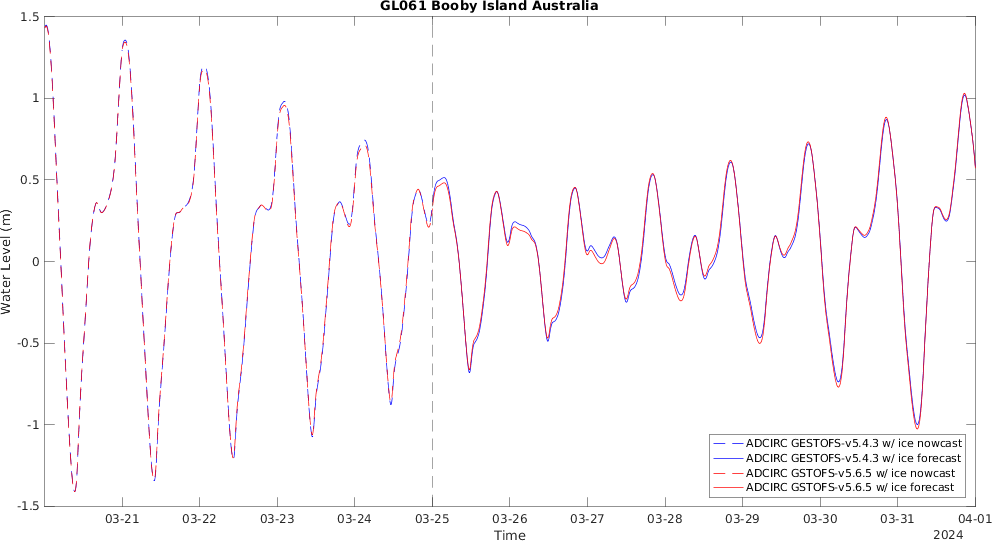 GL061 Booby Island Australia
1.5
1
0.5
0
-0.5
-1
-1.5
Water Level (m)
03-21 03-22 03-23 03-24 03-25 03-26 03-27 03-28 03-29 03-30 03-31 04-01
Time
2024
ADCIRC GESTOFS-v5.4.3 w/ ice nowcast
ADCIRC GESTOFS-v5.4.3 w/ ice forecast
ADCIRC GSTOFS-v5.6.5 w/ ice nowcast
ADCIRC GSTOFS-v5.6.5 w/ ice forecast